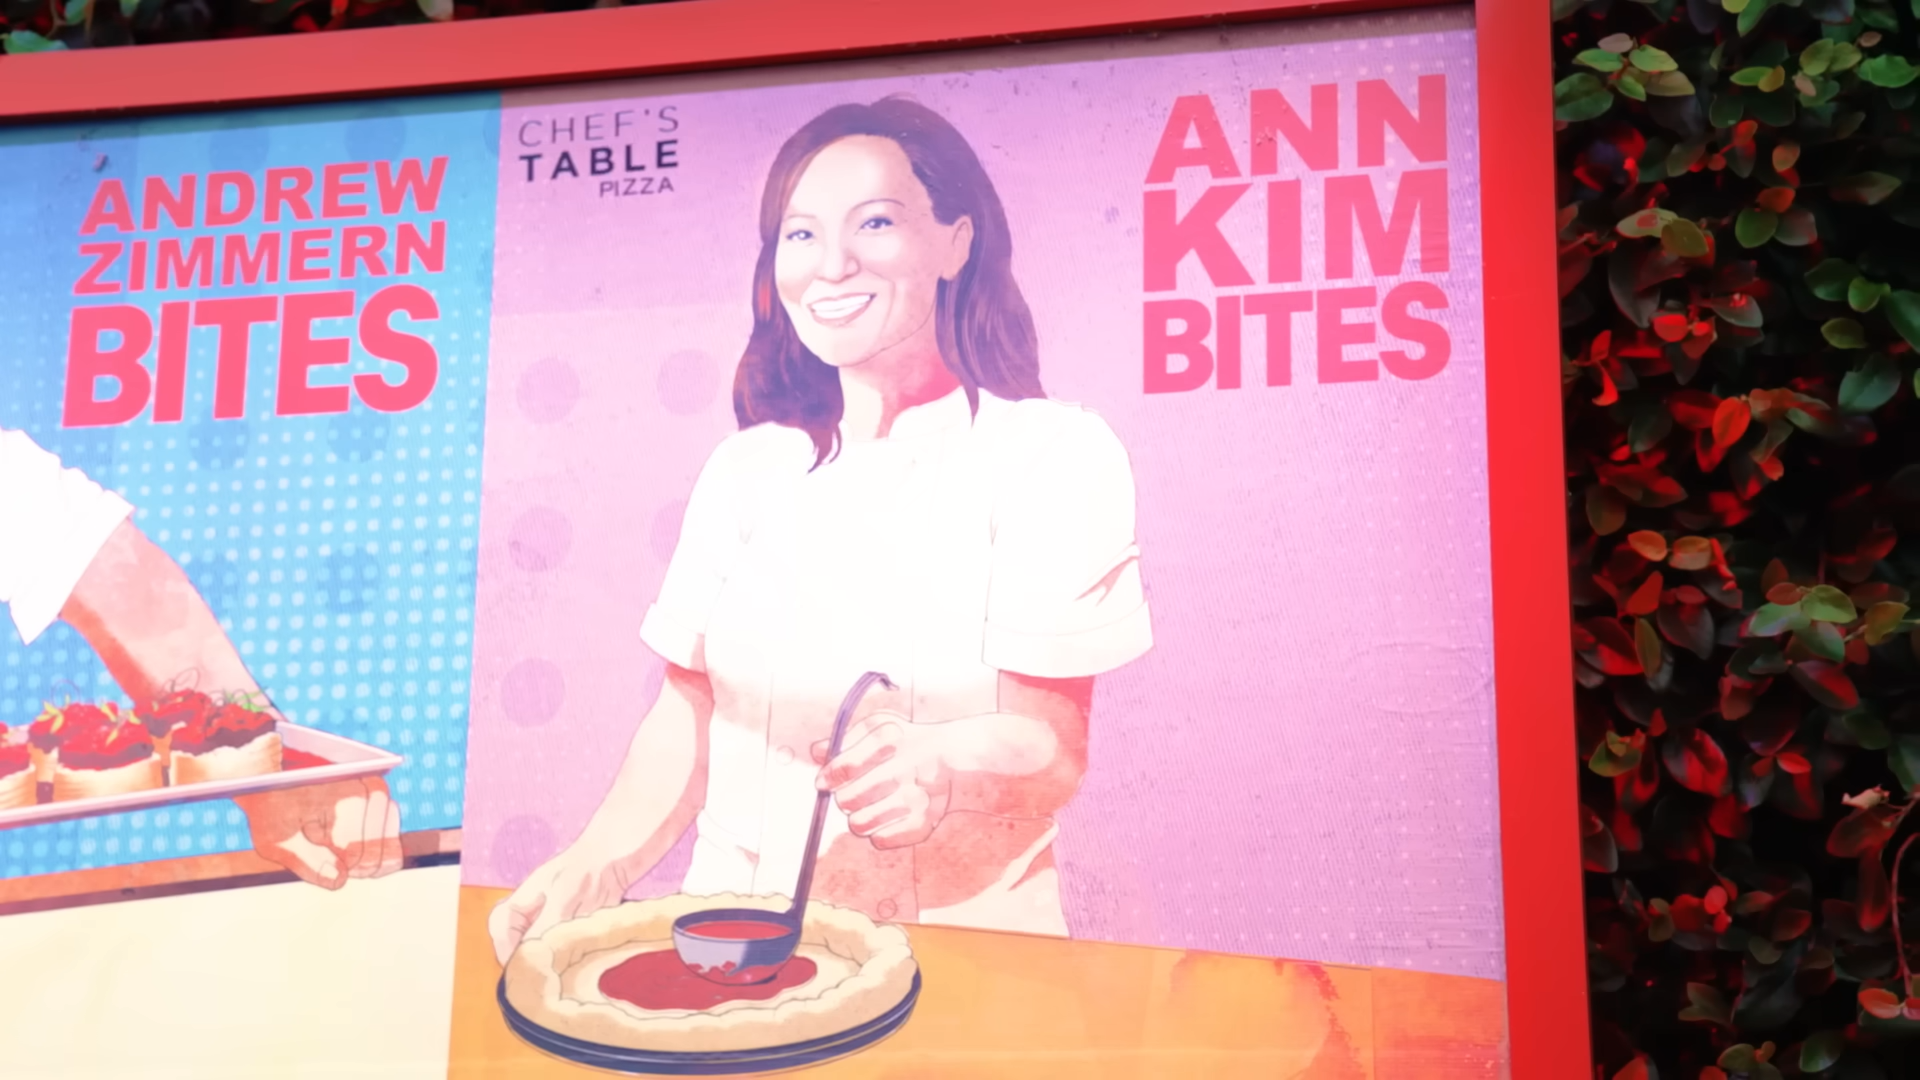 ANDREW
ZIMMERN
BITES
CHEF'S
TABLE
PIZZA
ANN
KIM
BITES